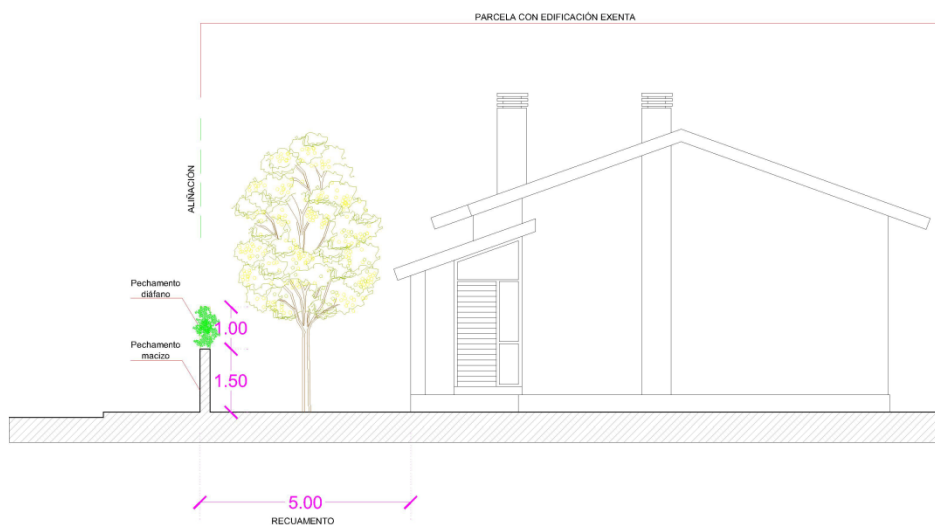 PARCELA CON EDIFICACIÓN EXENTA
ALIÑACIÓN
Pechamento
diáfano
1.00
Pechamento
macizo
1.50
5.00
RECUAMENTO